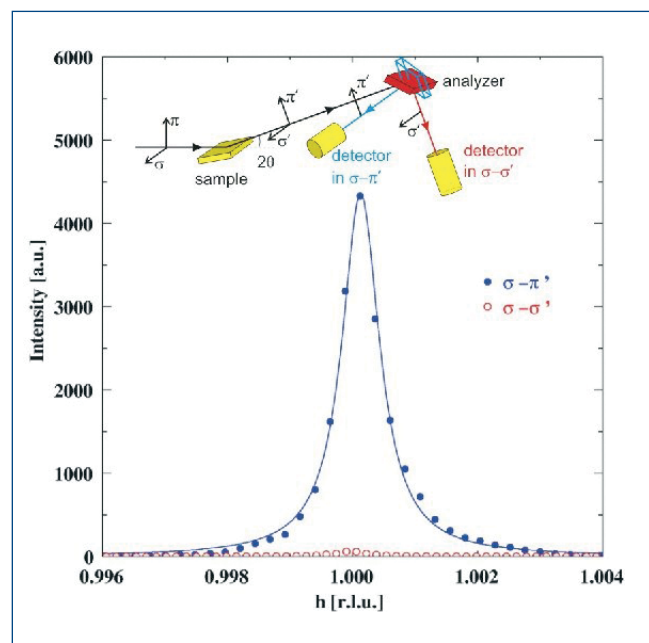 6000
5000
4000
3000
2000
1000
0
Intensity [a.u.]
0.996
0.998
1.000
1.002
1.004
h [r.l.u.]
π
σ
sample
2θ
π'
σ'
π'
detector
in σ-π'
analyzer
σ'
detector
in σ-σ'
σ-π'
σ-σ'